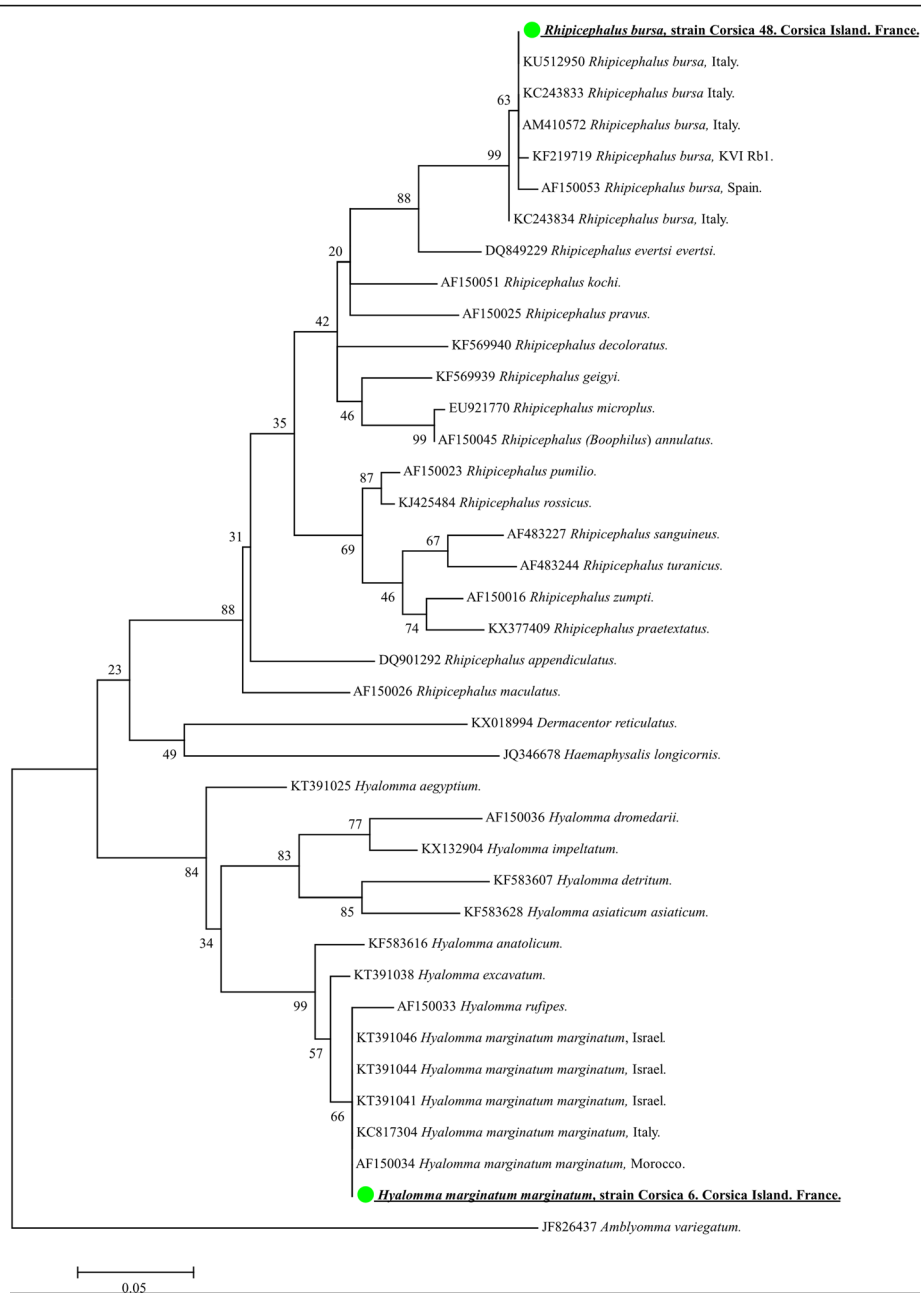 Rhipicephalus bursa, strain Corsica 48. Corsica Island. France.
KU512950 Rhipicephalus bursa, Italy.
63
KC243833 Rhipicephalus bursa Italy.
AM410572 Rhipicephalus bursa, Italy.
99
KF219719 Rhipicephalus bursa, KVI Rb1.
AF150053 Rhipicephalus bursa, Spain.
88
KC243834 Rhipicephalus bursa, Italy.
20
DQ849229 Rhipicephalus evertsi evertsi.
AF150051 Rhipicephalus kochi.
42
AF150025 Rhipicephalus pravus.
KF569940 Rhipicephalus decoloratus.
KF569939 Rhipicephalus geigyi.
46
EU921770 Rhipicephalus microplus.
35
99
AF150045 Rhipicephalus (Boophilus) annulatus.
87
AF150023 Rhipicephalus pumilio.
KJ425484 Rhipicephalus rossicus.
31
69
67
AF483227 Rhipicephalus sanguineus.
AF483244 Rhipicephalus turanicus.
46
AF150016 Rhipicephalus zumpti.
88
74
KX377409 Rhipicephalus praetextatus.
DQ901292 Rhipicephalus appendiculatus.
23
AF150026 Rhipicephalus maculatus.
KX018994 Dermacentor reticulatus.
49
JQ346678 Haemaphysalis longicornis.
KT391025 Hyalomma aegyptium.
77
AF150036 Hyalomma dromedarii.
83
KX132904 Hyalomma impeltatum.
84
KF583607 Hyalomma detritum.
85
KF583628 Hyalomma asiaticum asiaticum.
34
KF583616 Hyalomma anatolicum.
KT391038 Hyalomma excavatum.
99
AF150033 Hyalomma rufipes.
KT391046 Hyalomma marginatum marginatum, Israel.
57
KT391044 Hyalomma marginatum marginatum, Israel.
KT391041 Hyalomma marginatum marginatum, Israel.
66
KC817304 Hyalomma marginatum marginatum, Italy.
AF150034 Hyalomma marginatum marginatum, Morocco.
Hyalomma marginatum marginatum, strain Corsica 6. Corsica Island. France.
JF826437 Amblyomma variegatum.
0.05